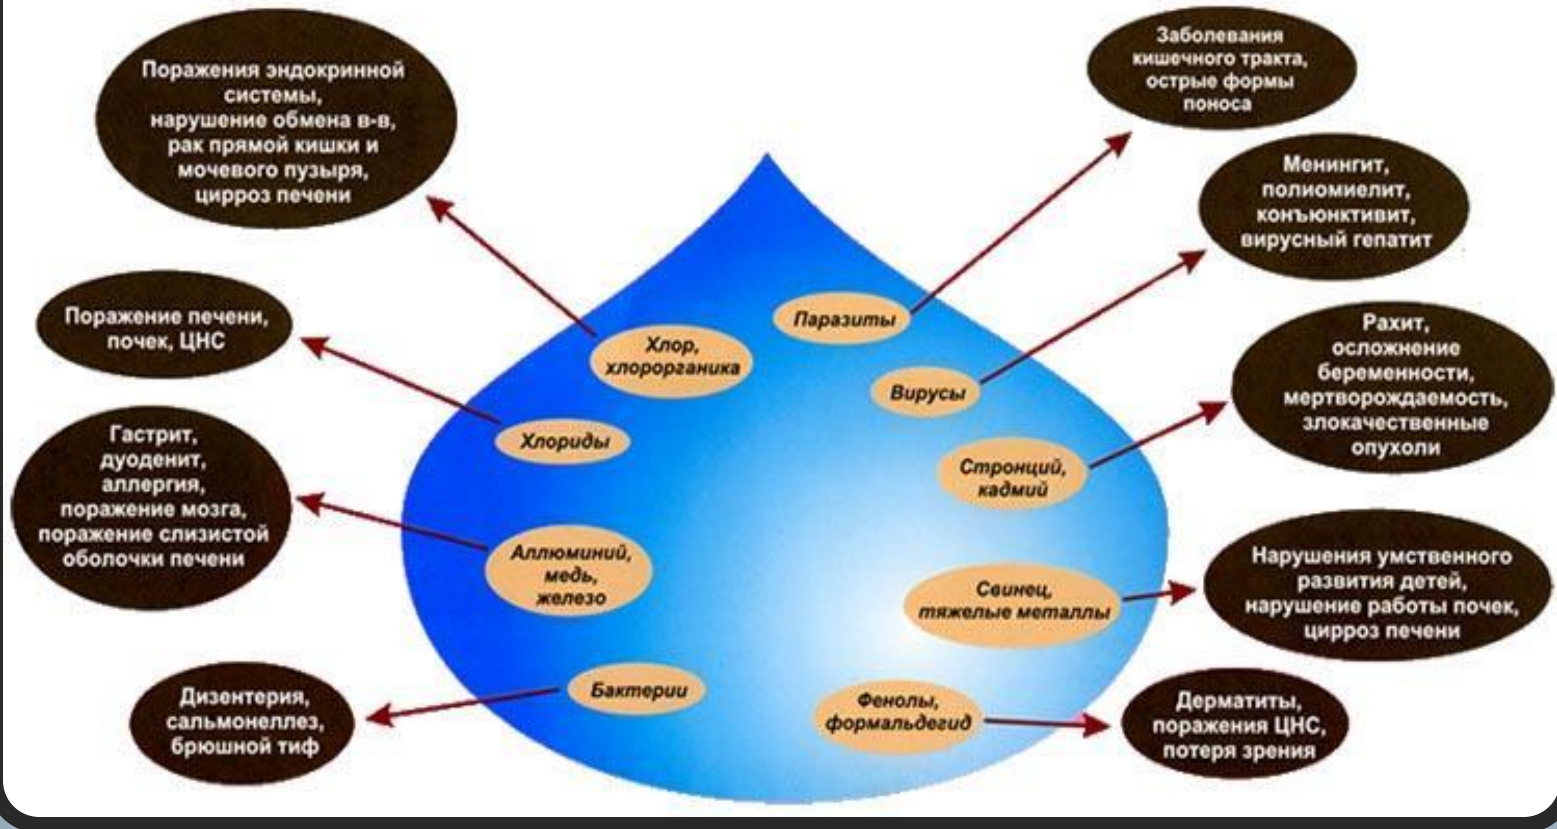 Поражения эндокринной
системы,
нарушение обмена в-в,
рак прямой кишки и
мочевого пузыря,
цирроз печени
Поражение печени,
почек, ЦНС
Гастрит,
дуоденит,
аллергия,
поражение мозга,
поражение слизистой
оболочки печени
Дизентерия,
сальмонеллез,
брюшной тиф
Хлор,
хлорорганика
Хлориды
Аллюминий,
медь,
железо
Бактерии
Паразиты
Вирусы
Стронций,
кадмий
Свинец,
тяжелые металлы
Фенолы,
формальдегид
Заболевания
кишечного тракта,
острые формы
поноса
Менингит,
полиомиелит,
конъюнктивит,
вирусный гепатит
Рахит,
осложнение
беременности,
мертворождаемость,
злокачественные
опухоли
Нарушения умственного
развития детей,
нарушение работы почек,
цирроз печени
Дерматиты,
поражения ЦНС,
потеря зрения